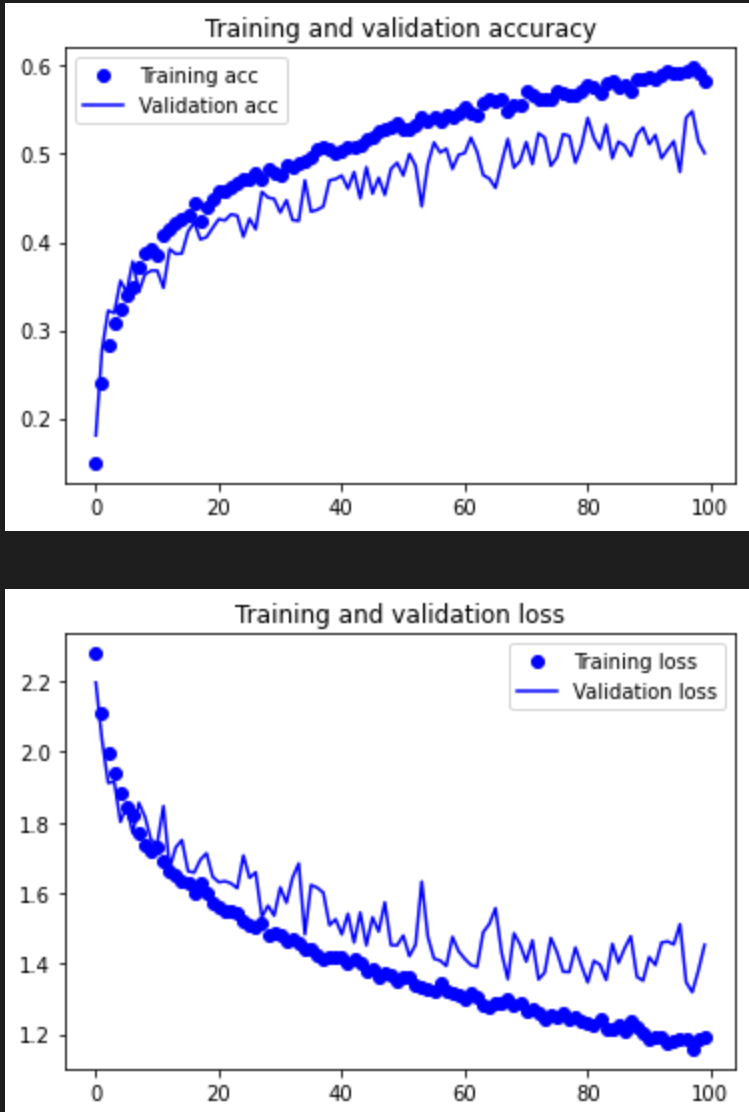 Training and validation accuracy
0.6
Training acc
Validation acc
0.5
0.4
0.3
0.2
0 20 40 60 80 100
Training and validation loss
Training loss
2.2
Validation loss
2.0
1.8
1.6
1.4
1.2
0 20 40 60 80 100